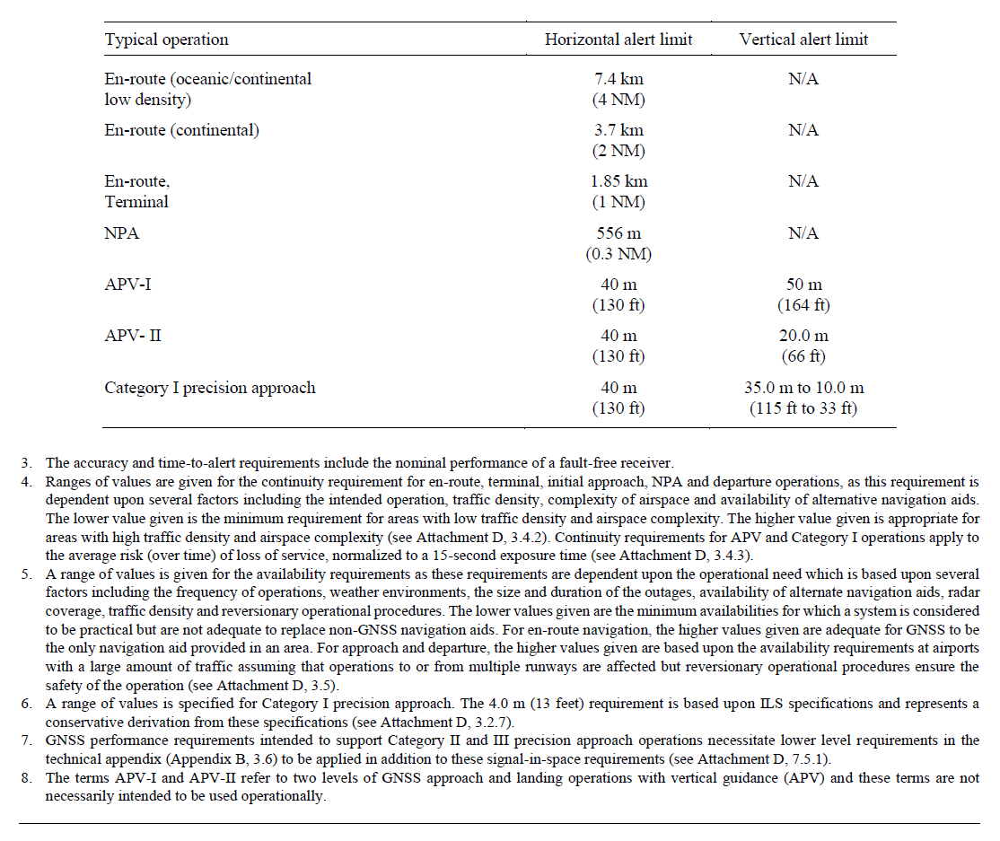 Typical operation Horizontal alert limit Vertical alert limit
En-route (oceanic/continental 7.4 km N/A
low density) (4 NM)
En-route (continental) 3.7 km N/A
(2 NM)
En-route, 1.85 km N/A
Terminal (1 NM)
NPA 556 m N/A
(0.3 NM)
APV-I 40 m 50 m
(130 ft) (164 ft)
APV- II 40 m 20.0 m
(130 ft) (66 ft)
Category I precision approach 40 m 35.0 m to 10.0 m
(130 ft) (115 ft to 33 ft)
3. The accuracy and time-to-alert requirements include the nominal performance of a fault-free receiver.
4. Ranges of values are given for the continuity requirement for en-route, terminal, initial approach, NPA and departure operations, as this requirement is
dependent upon several factors including the intended operation, traffic density, complexity of airspace and availability of alternative navigation aids.
The lower value given is the minimum requirement for areas with low traffic density and airspace complexity. The higher value given is appropriate for
areas with high traffic density and airspace complexity (see Attachment D, 3.4.2). Continuity requirements for APV and Category I operations apply to
the average risk (over time) of loss of service, normalized to a 15-second exposure time (see Attachment D, 3.4.3).
5. A range of values is given for the availability requirements as these requirements are dependent upon the operational need which is based upon several
factors including the frequency of operations, weather environments, the size and duration of the outages, availability of alternate navigation aids, radar
coverage, traffic density and reversionary operational procedures. The lower values given are the minimum availabilities for which a system is considered
to be practical but are not adequate to replace non-GNSS navigation aids. For en-route navigation, the higher values given are adequate for GNSS to be
the only navigation aid provided in an area. For approach and departure, the higher values given are based upon the availability requirements at airports
with a large amount of traffic assuming that operations to or from multiple runways are affected but reversionary operational procedures ensure the
safety of the operation (see Attachment D, 3.5).
6. A range of values is specified for Category I precision approach. The 4.0 m (13 feet) requirement is based upon ILS specifications and represents a
conservative derivation from these specifications (see Attachment D, 3.2.7).
7. GNSS performance requirements intended to support Category II and III precision approach operations necessitate lower level requirements in the
technical appendix (Appendix B, 3.6) to be applied in addition to these signal-in-space requirements (see Attachment D, 7.5.1).
8. The terms APV-I and APV-II refer to two levels of GNSS approach and landing operations with vertical guidance (APV) and these terms are not
necessarily intended to be used operationally.